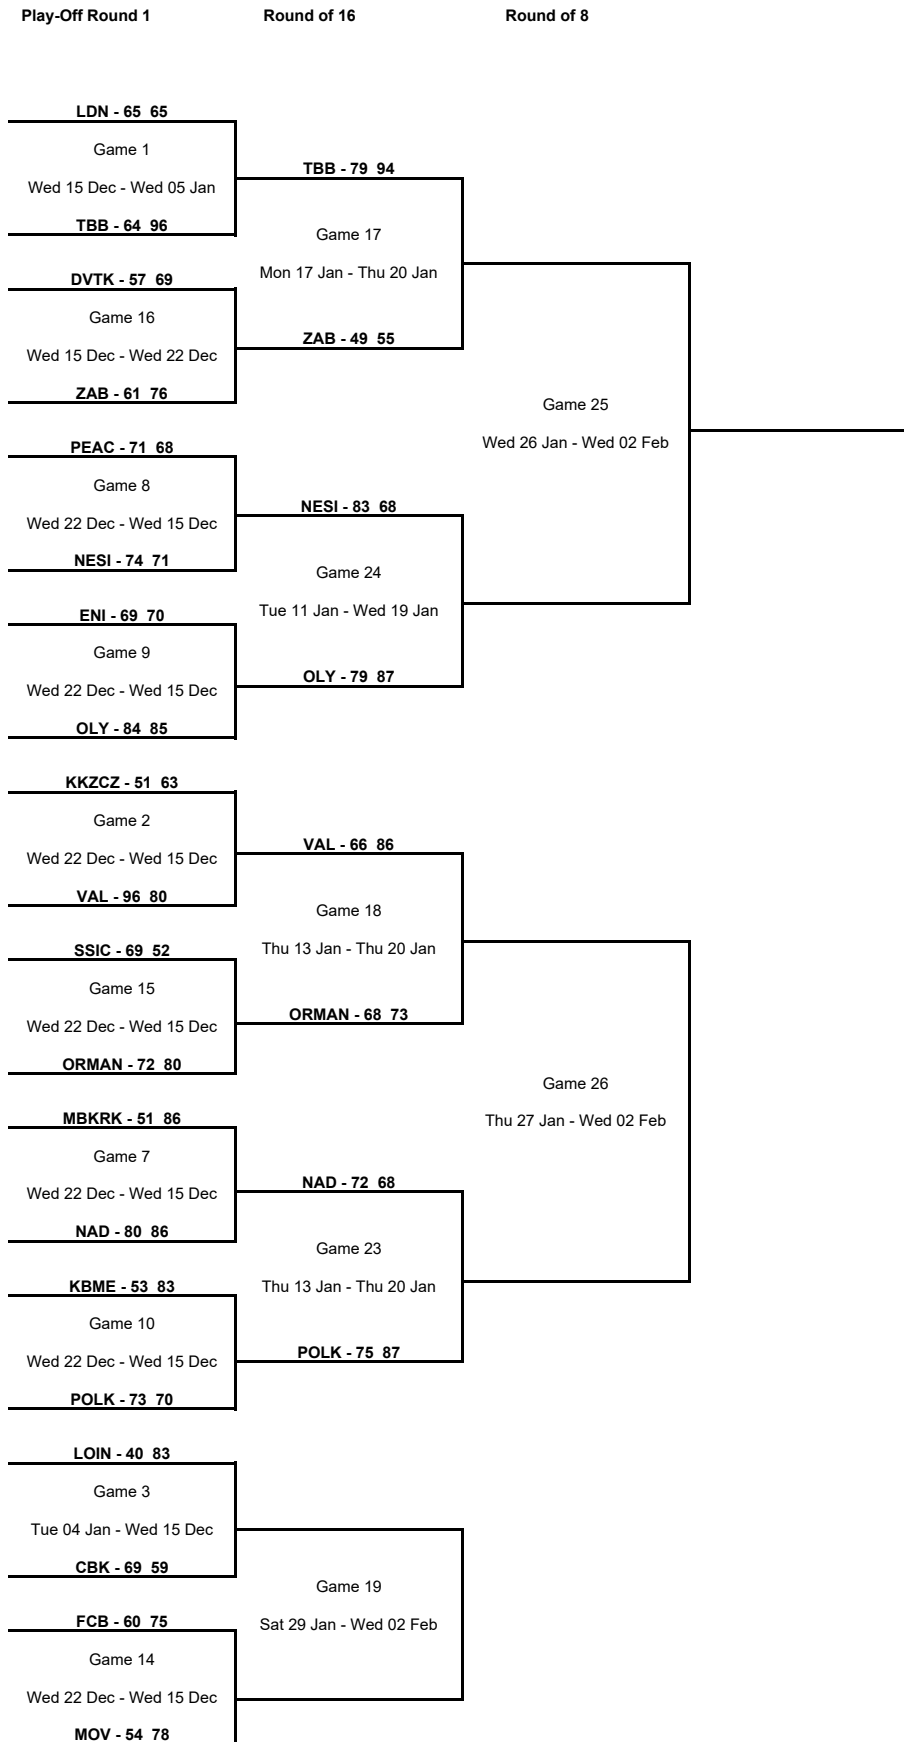 Play-Off Round 1
Round of 16
Round of 8
LDN - 65 65
Game 1
Wed 15 Dec - Wed 05 Jan
TBB - 64 96
DVTK - 57 69
Game 16
Wed 15 Dec - Wed 22 Dec
ZAB - 61 76
PEAC - 71 68
Game 8
Wed 22 Dec - Wed 15 Dec
NESI - 74 71
ENI - 69 70
Game 9
Wed 22 Dec - Wed 15 Dec
OLY - 84 85
KKZCZ - 51 63
Game 2
Wed 22 Dec - Wed 15 Dec
VAL - 96 80
SSIC - 69 52
Game 15
Wed 22 Dec - Wed 15 Dec
ORMAN - 72 80
MBKRK - 51 86
Game 7
Wed 22 Dec - Wed 15 Dec
NAD - 80 86
KBME - 53 83
Game 10
Wed 22 Dec - Wed 15 Dec
POLK - 73 70
LOIN - 40 83
Game 3
Tue 04 Jan - Wed 15 Dec
CBK - 69 59
FCB - 60 75
Game 14
Wed 22 Dec - Wed 15 Dec
MOV - 54 78
TBB - 79 94
Game 17
Mon 17 Jan - Thu 20 Jan
ZAB - 49 55
NESI - 83 68
Game 24
Tue 11 Jan - Wed 19 Jan
OLY - 79 87
VAL - 66 86
Game 18
Thu 13 Jan - Thu 20 Jan
ORMAN - 68 73
NAD - 72 68
Game 23
Thu 13 Jan - Thu 20 Jan
POLK - 75 87
Game 19
Sat 29 Jan - Wed 02 Feb
Game 25
Wed 26 Jan - Wed 02 Feb
Game 26
Thu 27 Jan - Wed 02 Feb